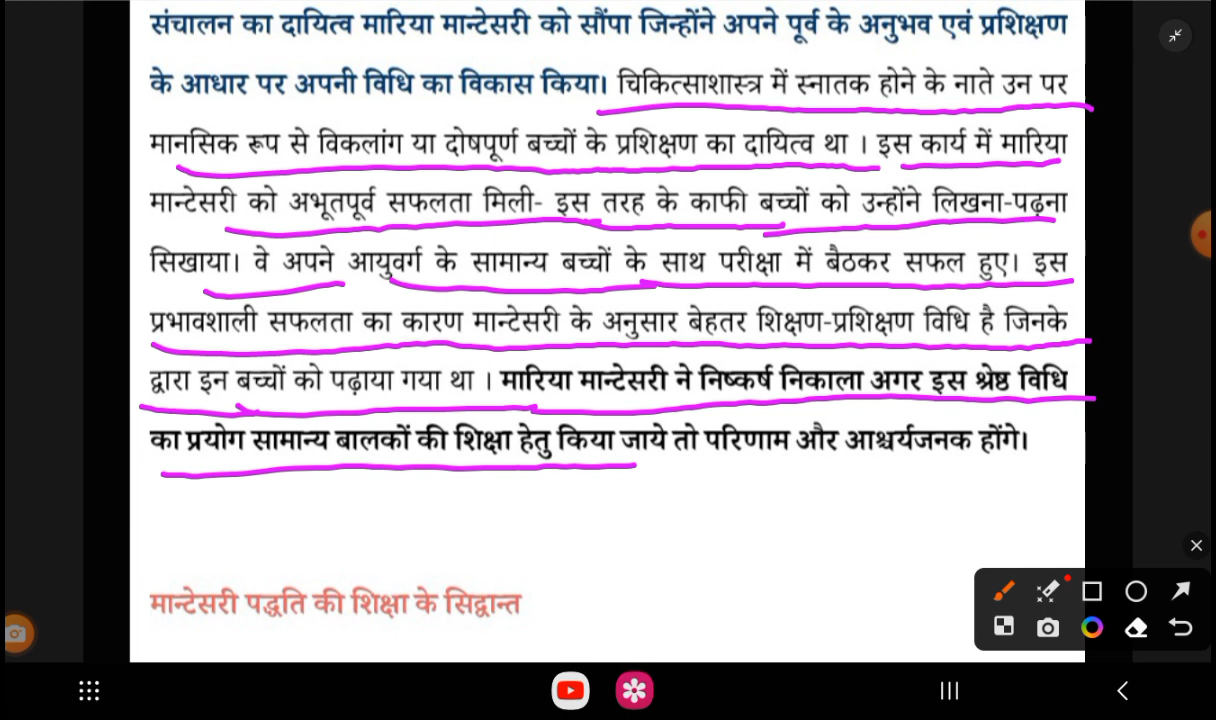 संचालन का दायित्व मारिया मान्टेसरी को सौंपा जिन्होंने अपने पूर्व के अनुभव एवं प्रशिक्षण
के आधार पर अपनी विधि का विकास किया। चिकित्साशास्त्र में स्नातक होने के नाते उन पर
मानसिक रूप से विकलांग या दोषपूर्ण बच्चों के प्रशिक्षण का दायित्व था । इस कार्य में मारिया
मान्टेसरी को अभूतपूर्व सफलता मिली- इस तरह के काफी बच्चों को उन्होंने लिखना-पढ़ना
सिखाया। वे अपने आयुवर्ग के सामान्य बच्चों के साथ परीक्षा में बैठकर सफल हुए। इस
प्रभावशाली सफलता का कारण मान्टेसरी के अनुसार बेहतर शिक्षण-प्रशिक्षण विधि है जिनके
द्वारा इन बच्चों को पढ़ाया गया था । मारिया मान्टेसरी ने निष्कर्ष निकाला अगर इस श्रेष्ठ विधि
का प्रयोग सामान्य बालकों की शिक्षा हेतु किया जाये तो परिणाम और आश्चर्यजनक होंगे।
मान्टेसरी पद्धति की शिक्षा के सिद्वान्त